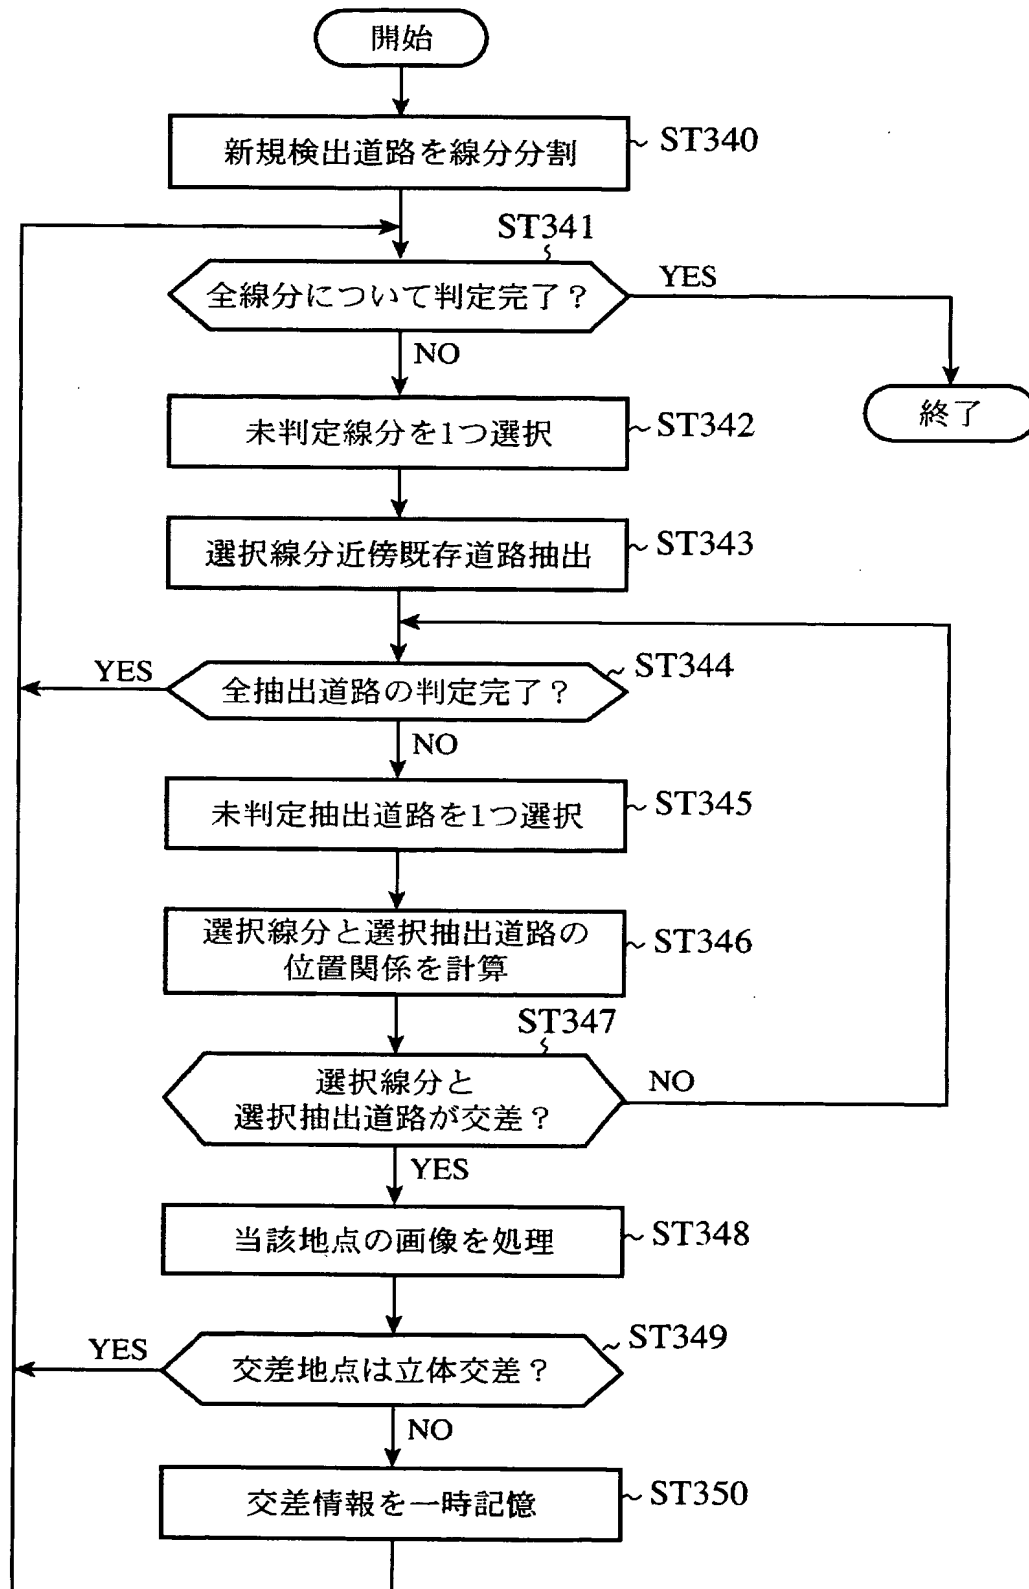 開始
新規検出道路を線分分割
ST340
ST341
全線分について判定完了?
YES
NO
終了
未判定線分を1つ選択
ST342
選択線分近傍既存道路抽出
ST343
YES
ST344
全抽出道路の判定完了?
NO
未判定抽出道路を1つ選択
ST345
選択線分と選択抽出道路の
位置関係を計算
ST346
ST347
選択線分と
選択抽出道路が交差?
NO
YES
当該地点の画像を処理
ST348
YES
ST349
交差地点は立体交差?
NO
交差情報を一時記憶
ST350